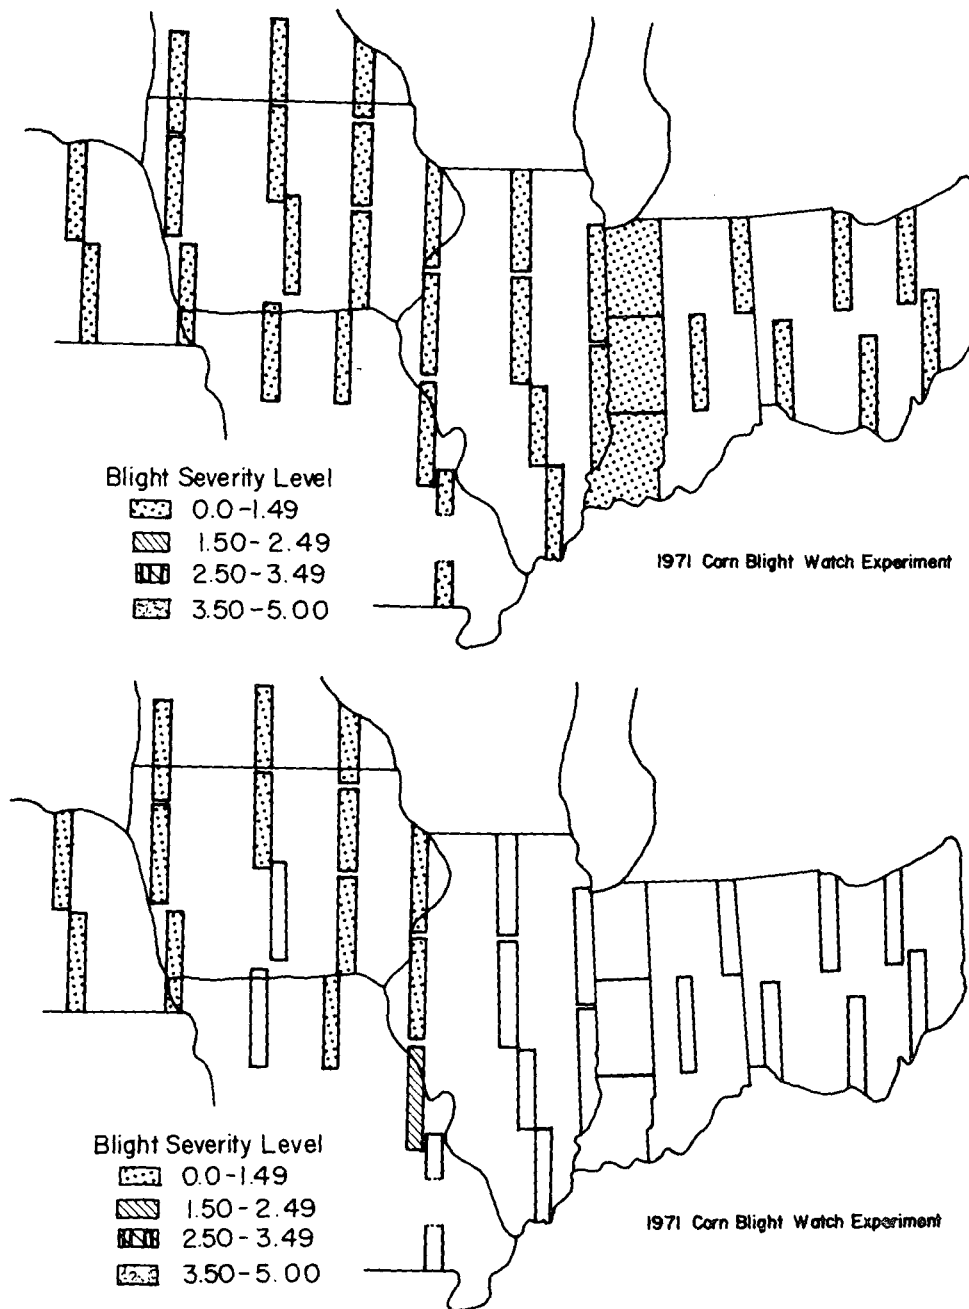 Blight Severity Level
0.0-1.49
1.50-2.49
2.50-3.49
3.50-5.00
1971 Corn Blight Watch Experiment
Blight Severity Level
0.0-1.49
1.50-2.49
2.50-3.49
3.50-5.00
1971 Corn Blight Watch Experiment